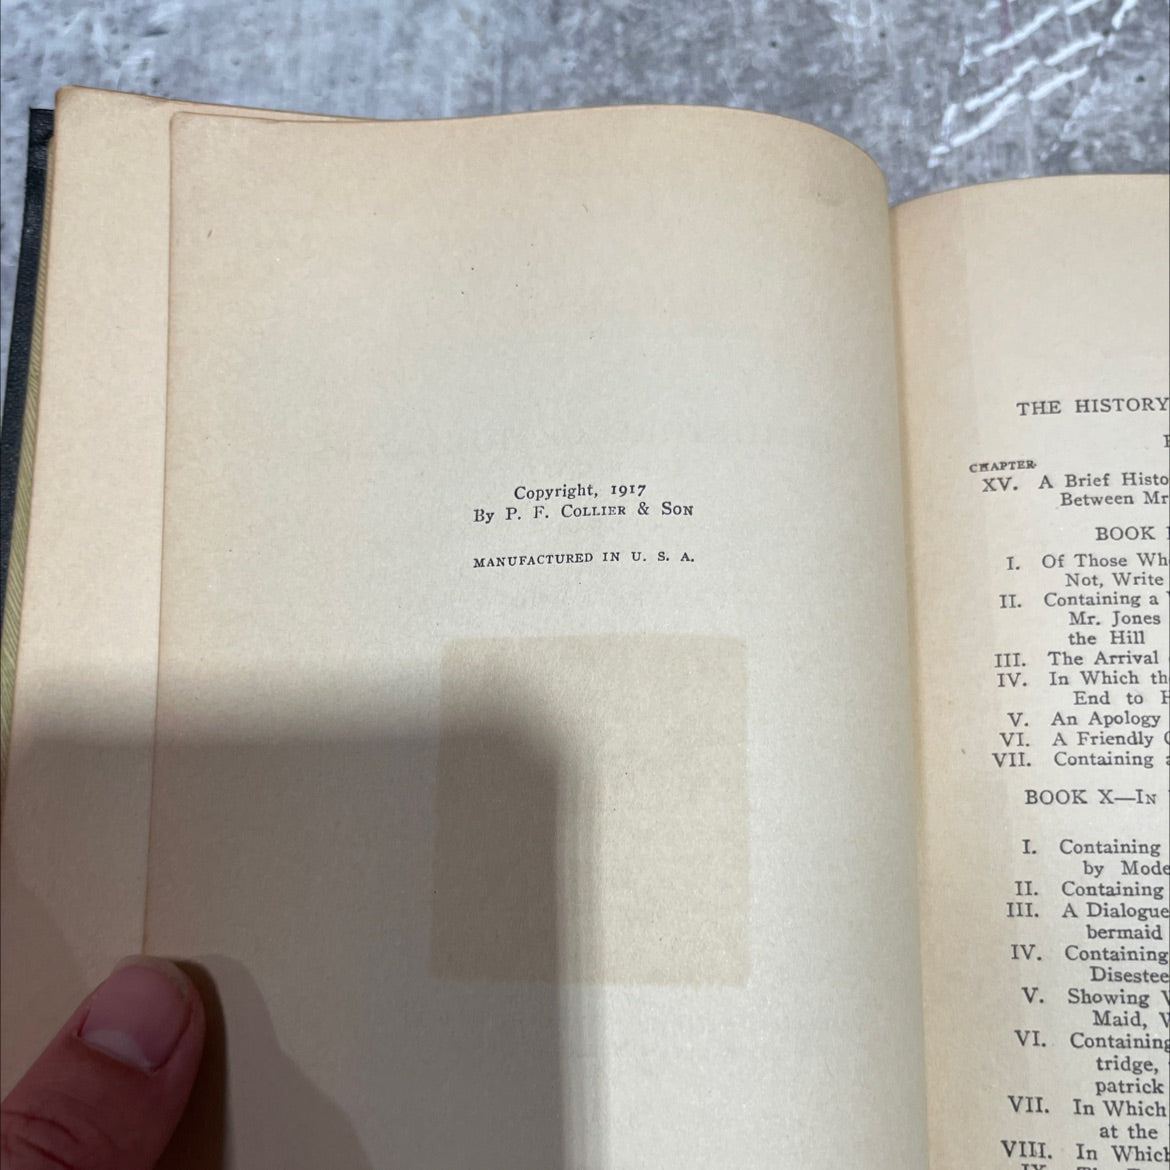 Copyright, 1917
By P. F. Collier & Son
MANUFACTURED IN U. S. A.
THE HISTORY
CHAPTER
XV. A Brief Histo
Between Mr
BOOK
I. Of Those Wh
Not, Write
II. Containing a
Mr. Jones
the Hill
III. The Arrival
IV. In Which th
End to
V. An Apology
VI. A Friendly
VII. Containing a
BOOK X—In
I. Containing
by Mode
II. Containing
III. A Dialogue
bermaid
IV. Containing
Disestee
V. Showing
Maid,
VI. Containing
tridge,
patrick
VII. In Which
at the
VIII. In Which